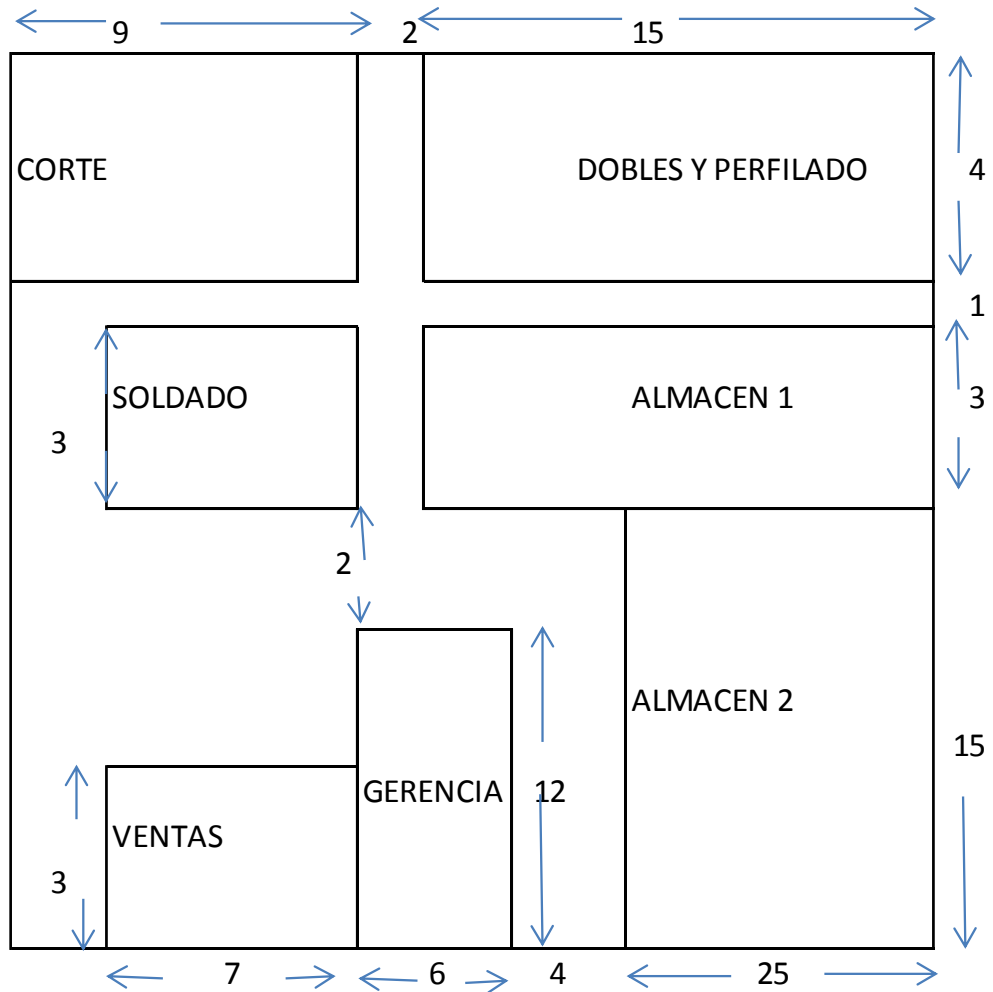 9 2 15
CORTE
DOBLES Y PERFILADO
4
1
SOLDADO
ALMACEN 1
3
3
2
ALMACEN 2
15
GERENCIA
12
VENTAS
3
7 6 4 25